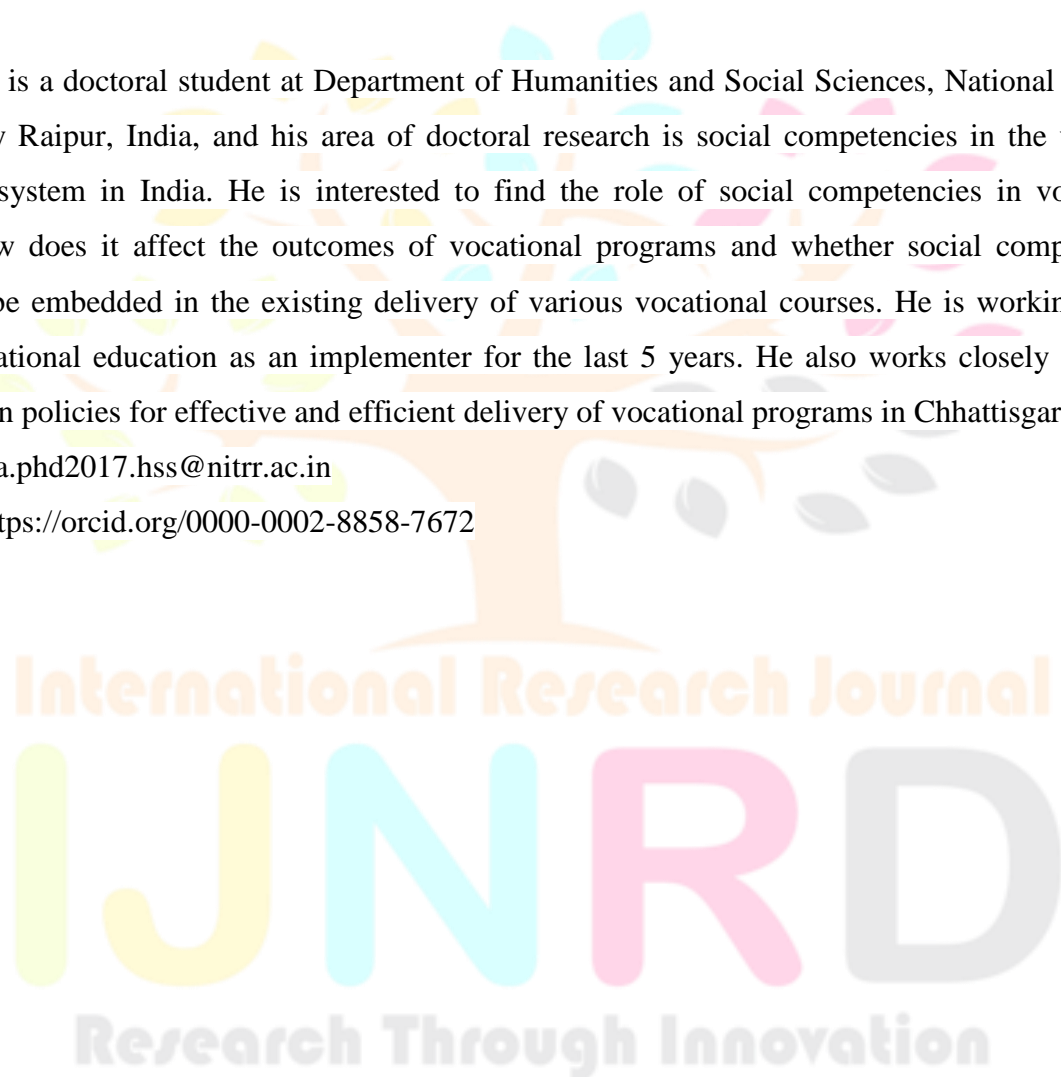 is a doctoral student at Department of Humanities and Social Sciences, National
Raipur, India, and his area of doctoral research is social competencies in the
system in India. He is interested to find the role of social competencies in
does it affect the outcomes of vocational programs and whether social
be embedded in the existing delivery of various vocational courses. He is
education as an implementer for the last 5 years. He also works closely
policies for effective and efficient delivery of vocational programs in
a.phd2017.hss@nitrr.ac.in
tps://orcid.org/0000-0002-8858-7672
International Research Journal
IJNRD
Research Through Innovation